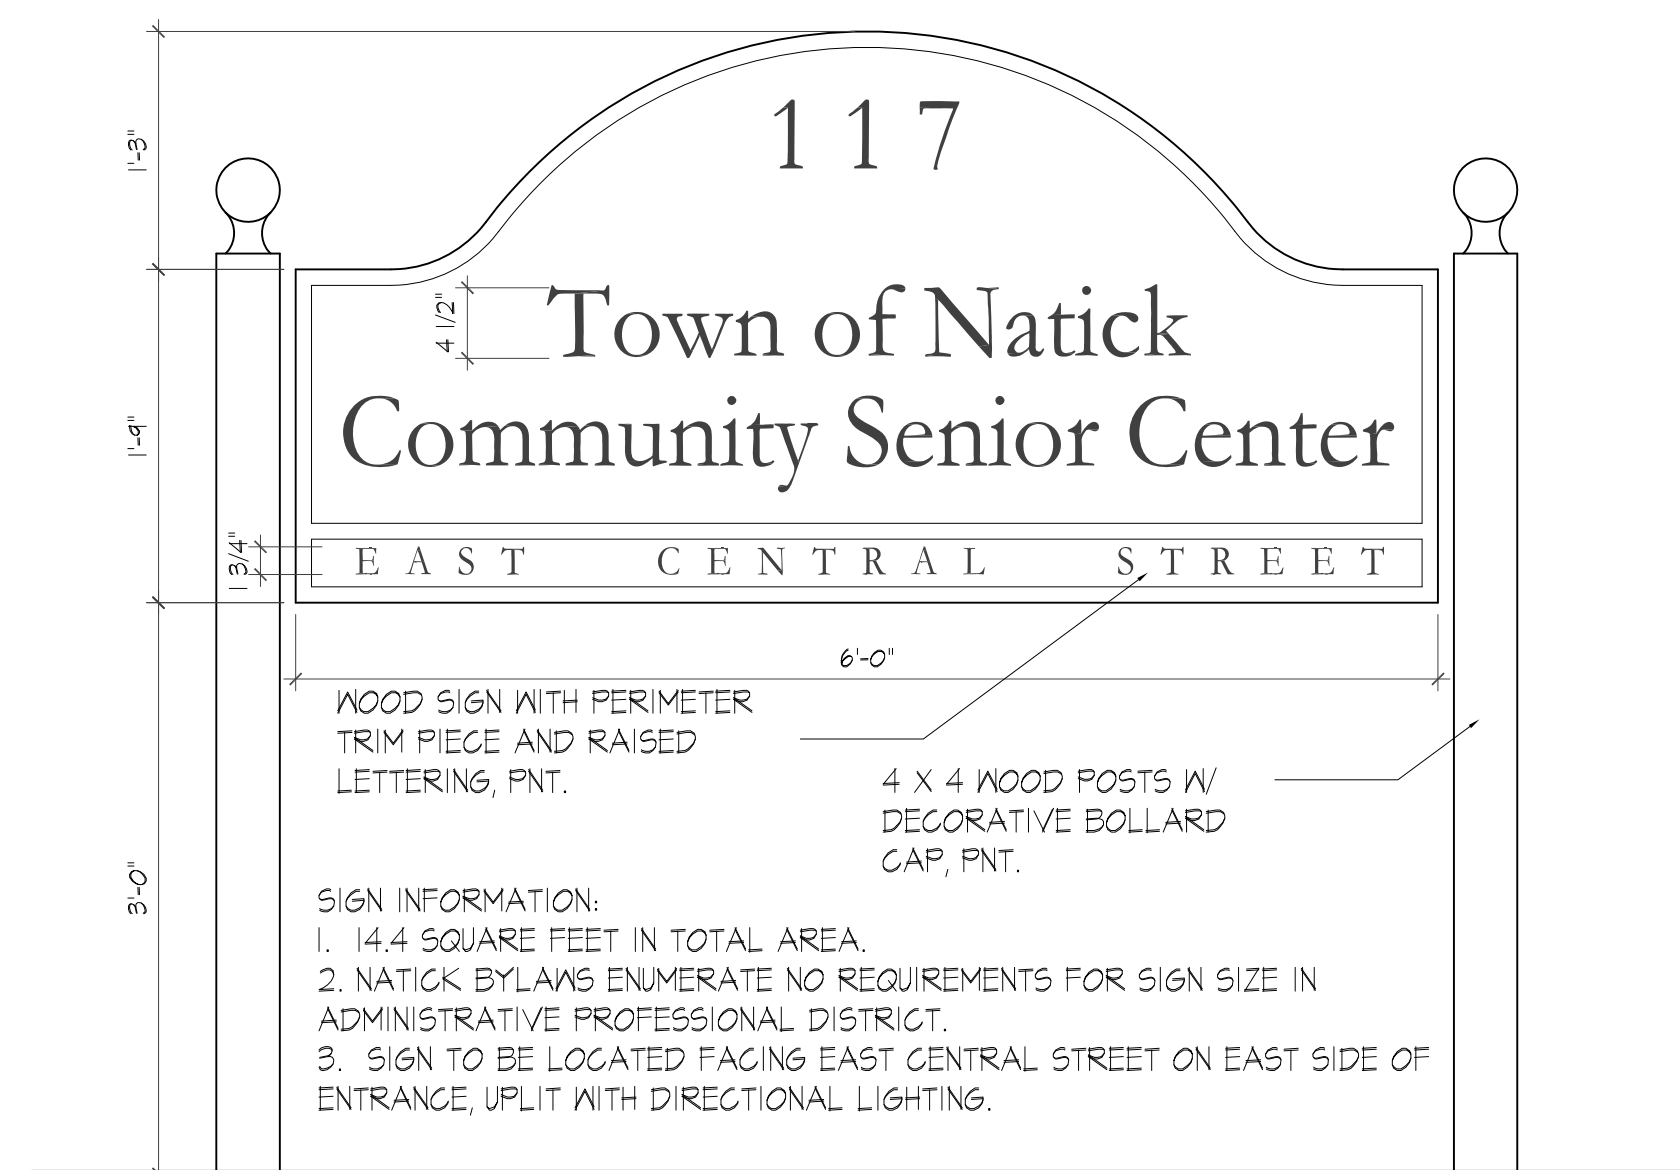 1'-3"
117
4 1/2"
Town of Natick
1'-9"
Community Senior Center
1 3/4"
EAST CENTRAL STREET
6'-0"
WOOD SIGN WITH PERIMETER
TRIM PIECE AND RAISED
LETTERING, PNT.
4 X 4 WOOD POSTS W/
DECORATIVE BOLLARD
CAP, PNT.
3'-0"
SIGN INFORMATION:
1. 14.4 SQUARE FEET IN TOTAL AREA.
2. NATICK BYLAWS ENUMERATE NO REQUIREMENTS FOR SIGN SIZE IN
ADMINISTRATIVE PROFESSIONAL DISTRICT.
3. SIGN TO BE LOCATED FACING EAST CENTRAL STREET ON EAST SIDE OF
ENTRANCE, UPLIT WITH DIRECTIONAL LIGHTING.